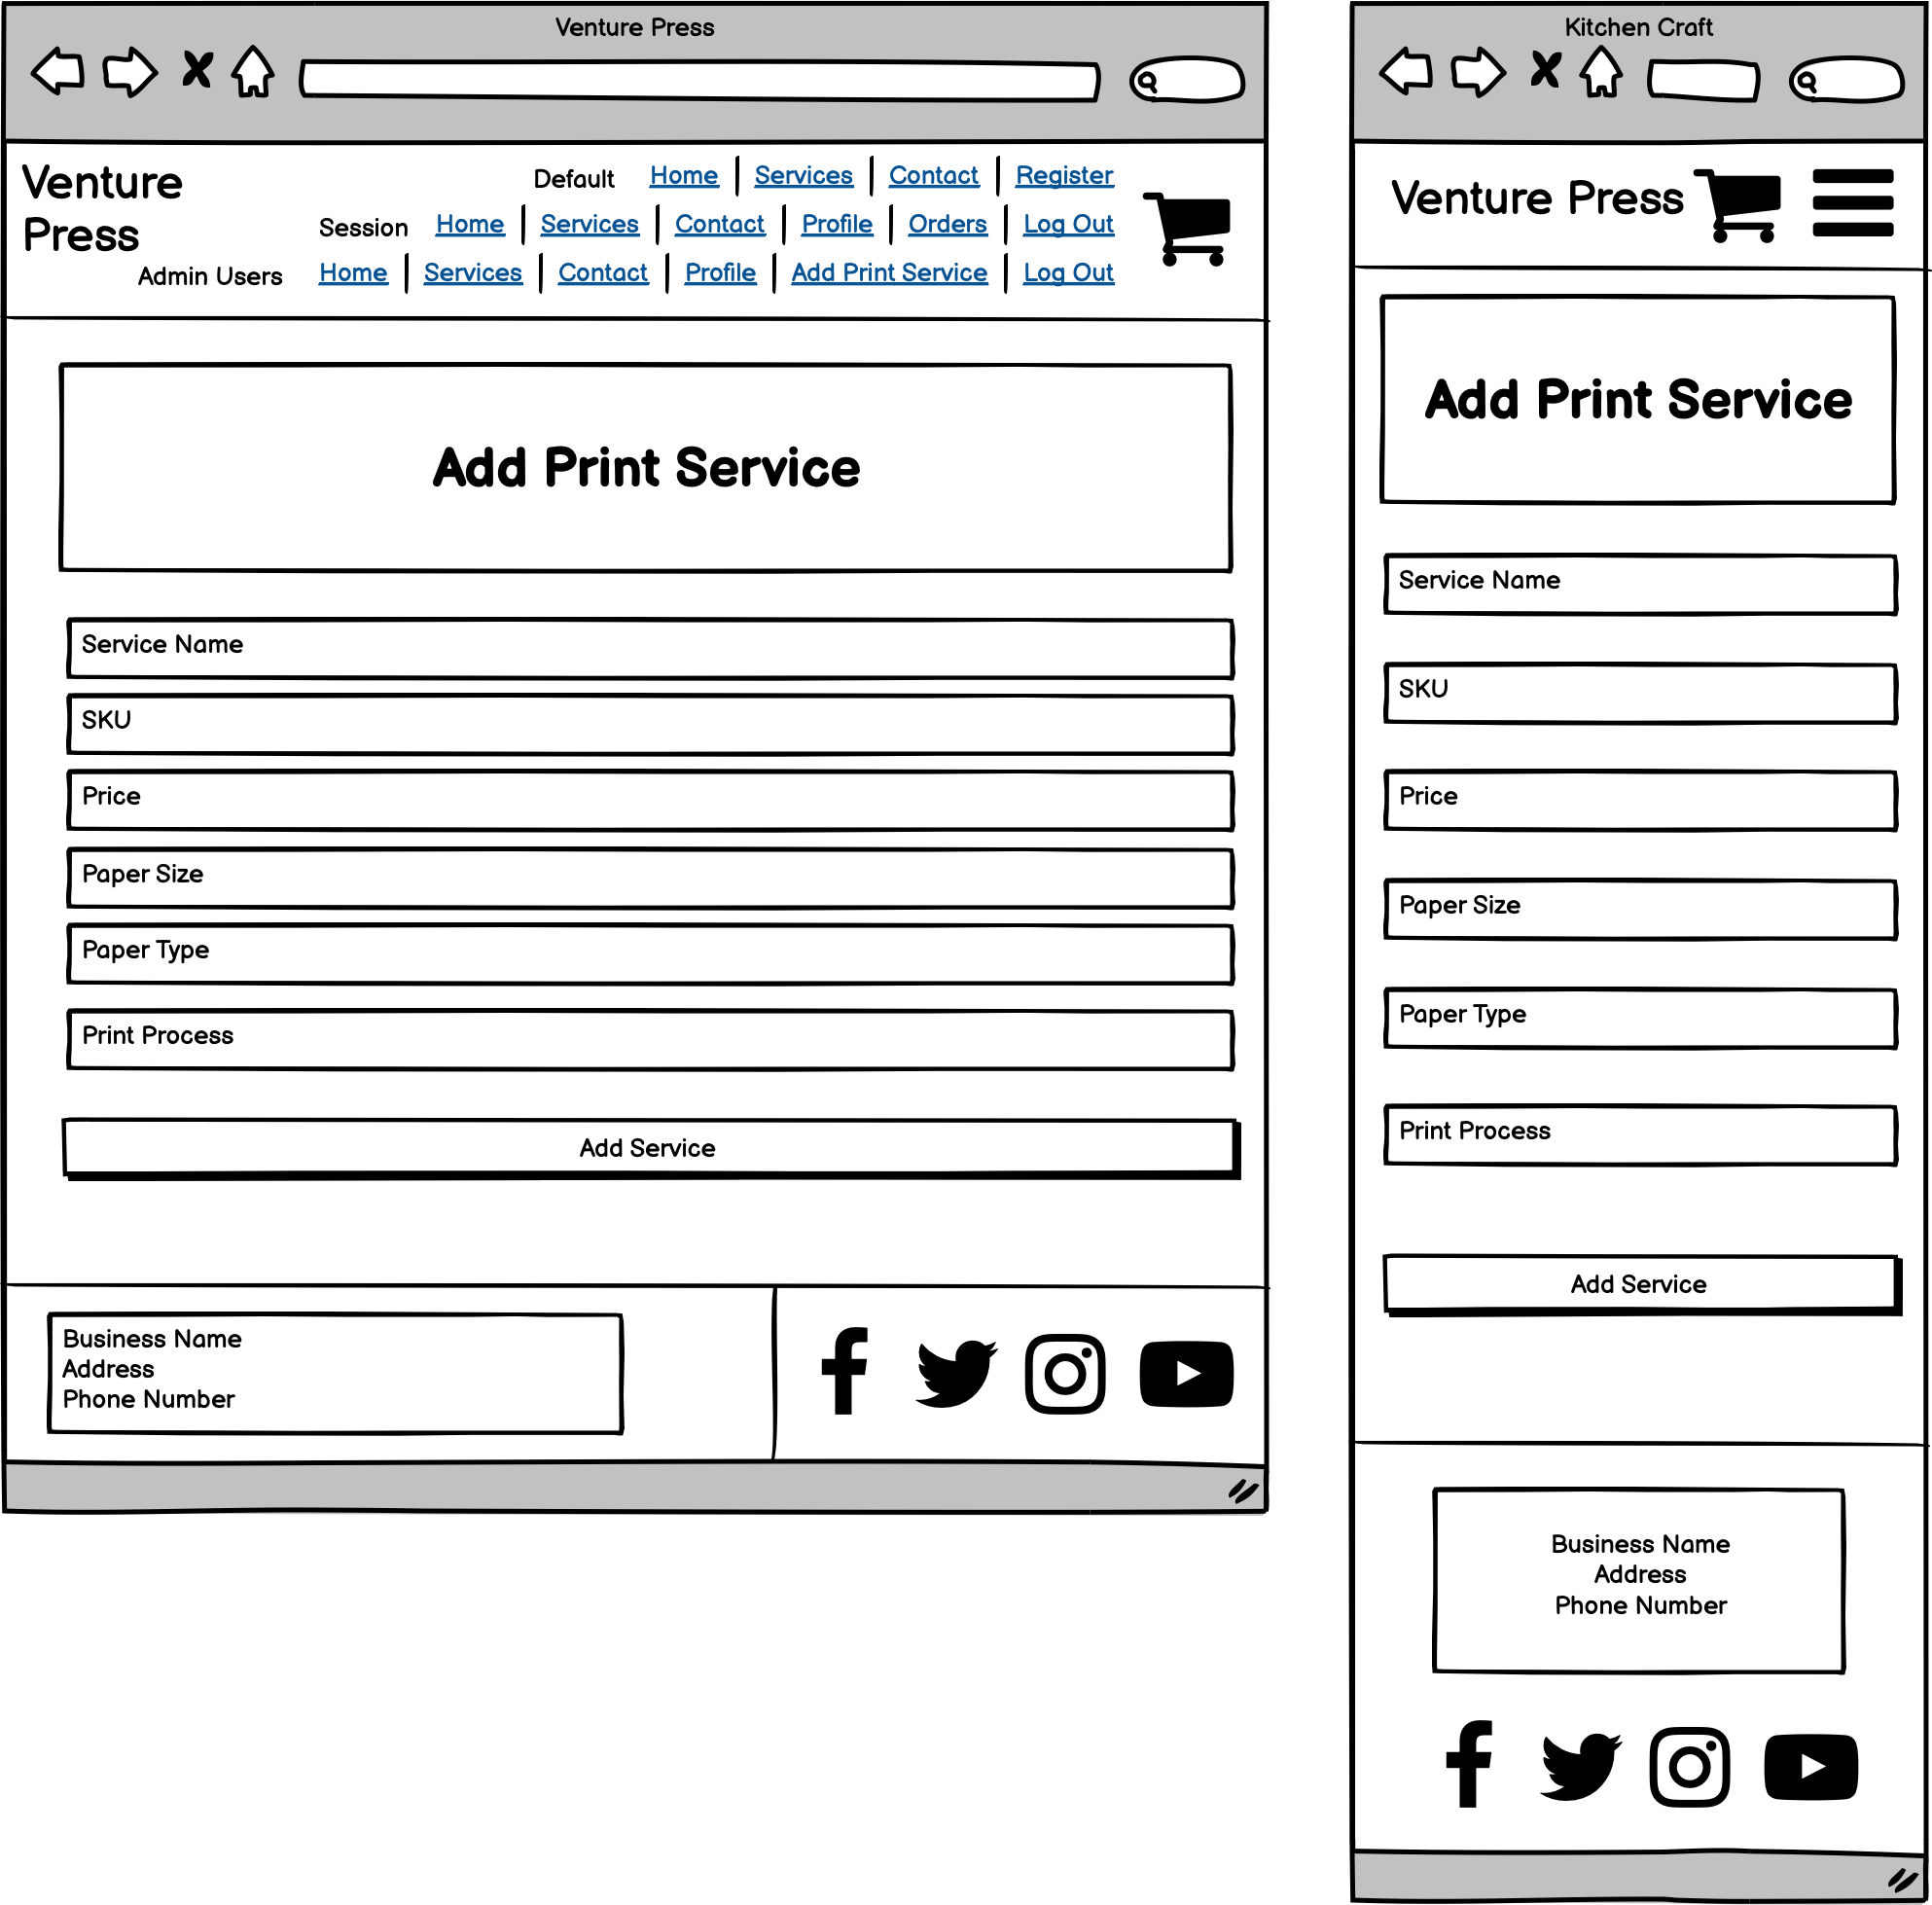 Venture Press
Venture
Press
Default Home Services Contact Register
Session Home Services Contact Profile Orders Log Out
Admin Users Home Services Contact Profile Add Print Service Log Out
Add Print Service
Service Name
SKU
Price
Paper Size
Paper Type
Print Process
Add Service
Business Name
Address
Phone Number
Kitchen Craft
Venture Press
Add Print Service
Service Name
SKU
Price
Paper Size
Paper Type
Print Process
Add Service
Business Name
Address
Phone Number